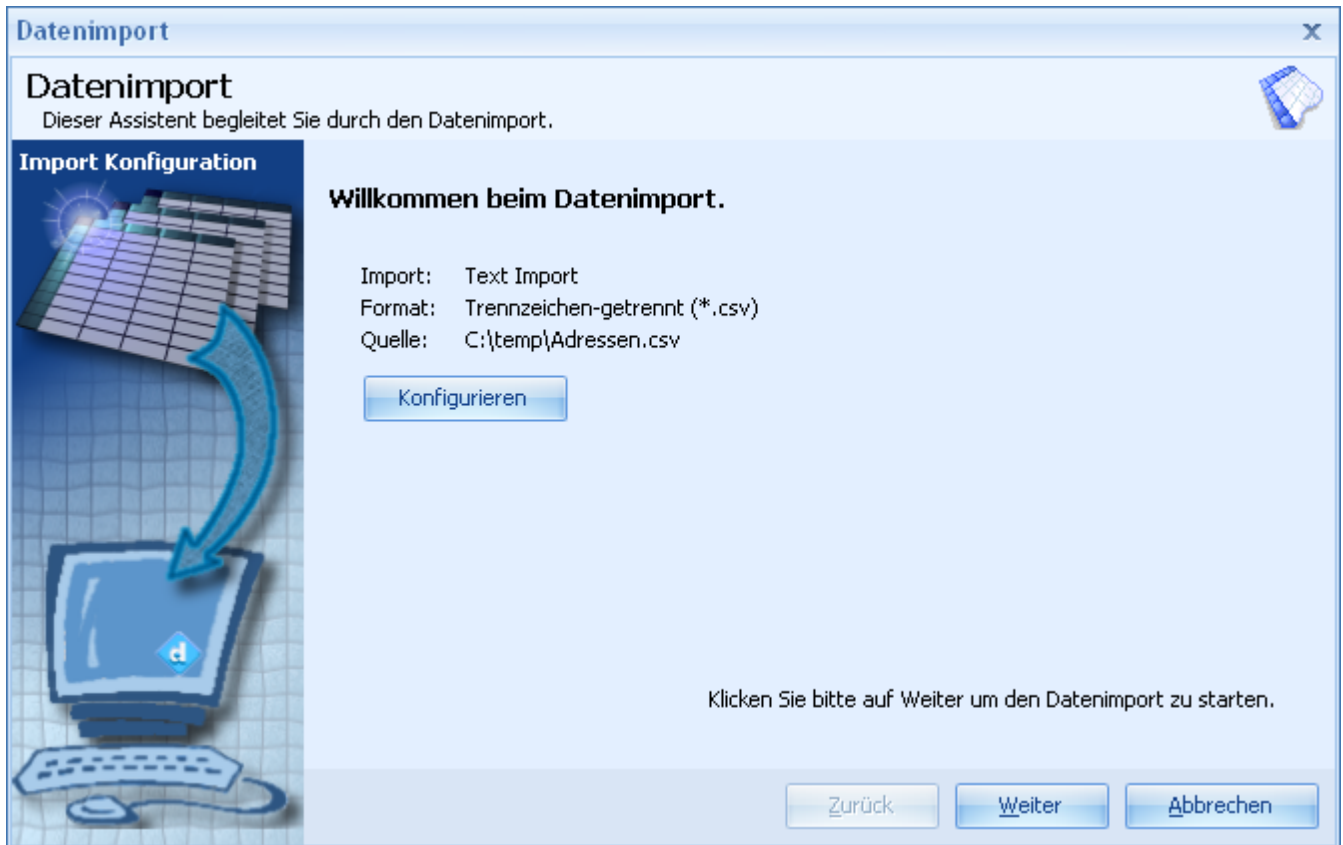 Datenimport
Datenimport
Dieser Assistent begleitet Sie durch den Datenimport.
Import Konfiguration
Willkommen beim Datenimport.
Import: Text Import
Format: Trennzeichen-getrennt (*.csv)
Quelle: C:\temp\Adressen.csv
Konfigurieren
d
Klicken Sie bitte auf Weiter um den Datenimport zu starten.
Zurück Weiter Abbrechen